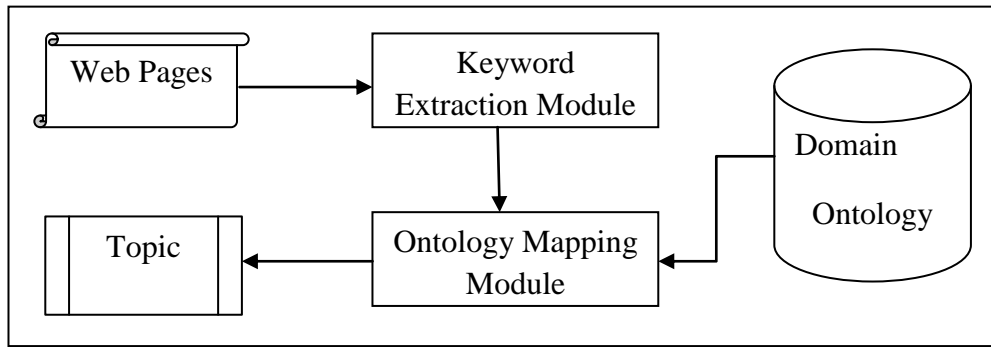 Web Pages
Keyword
Extraction Module
Domain
Ontology
Topic
Ontology Mapping
Module